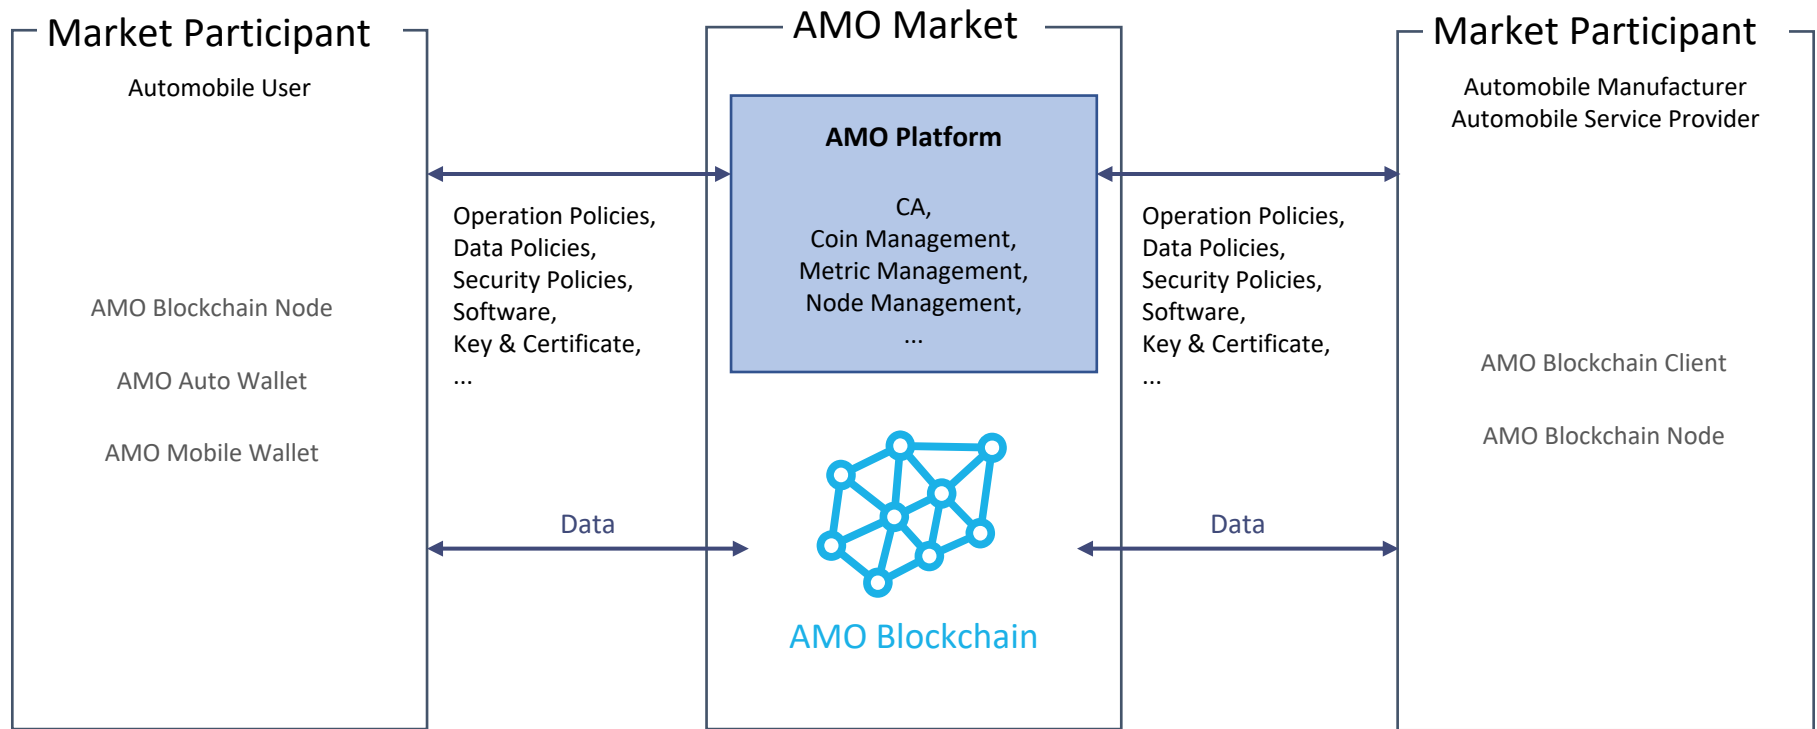 Market Participant
Automobile User
AMO Blockchain Node
AMO Auto Wallet
AMO Mobile Wallet
Operation Policies,
Data Policies,
Security Policies,
Software,
Key & Certificate,
...
Data
AMO Market
AMO Platform
CA,
Coin Management,
Metric Management,
Node Management,
...
AMO Blockchain
Operation Policies,
Data Policies,
Security Policies,
Software,
Key & Certificate,
...
Data
Market Participant
Automobile Manufacturer
Automobile Service Provider
AMO Blockchain Client
AMO Blockchain Node